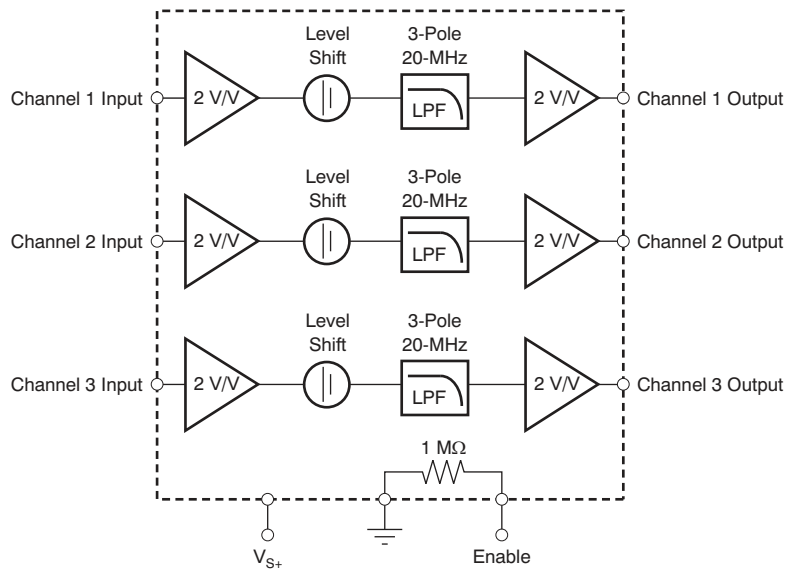 Level
Shift
3-Pole
20-MHz
Channel 1 Input
2 V/V
LPF
2 V/V
Channel 1 Output
Level
Shift
3-Pole
20-MHz
Channel 2 Input
2 V/V
LPF
2 V/V
Channel 2 Output
Level
Shift
3-Pole
20-MHz
Channel 3 Input
2 V/V
LPF
2 V/V
Channel 3 Output
1 MΩ
VS+
Enable